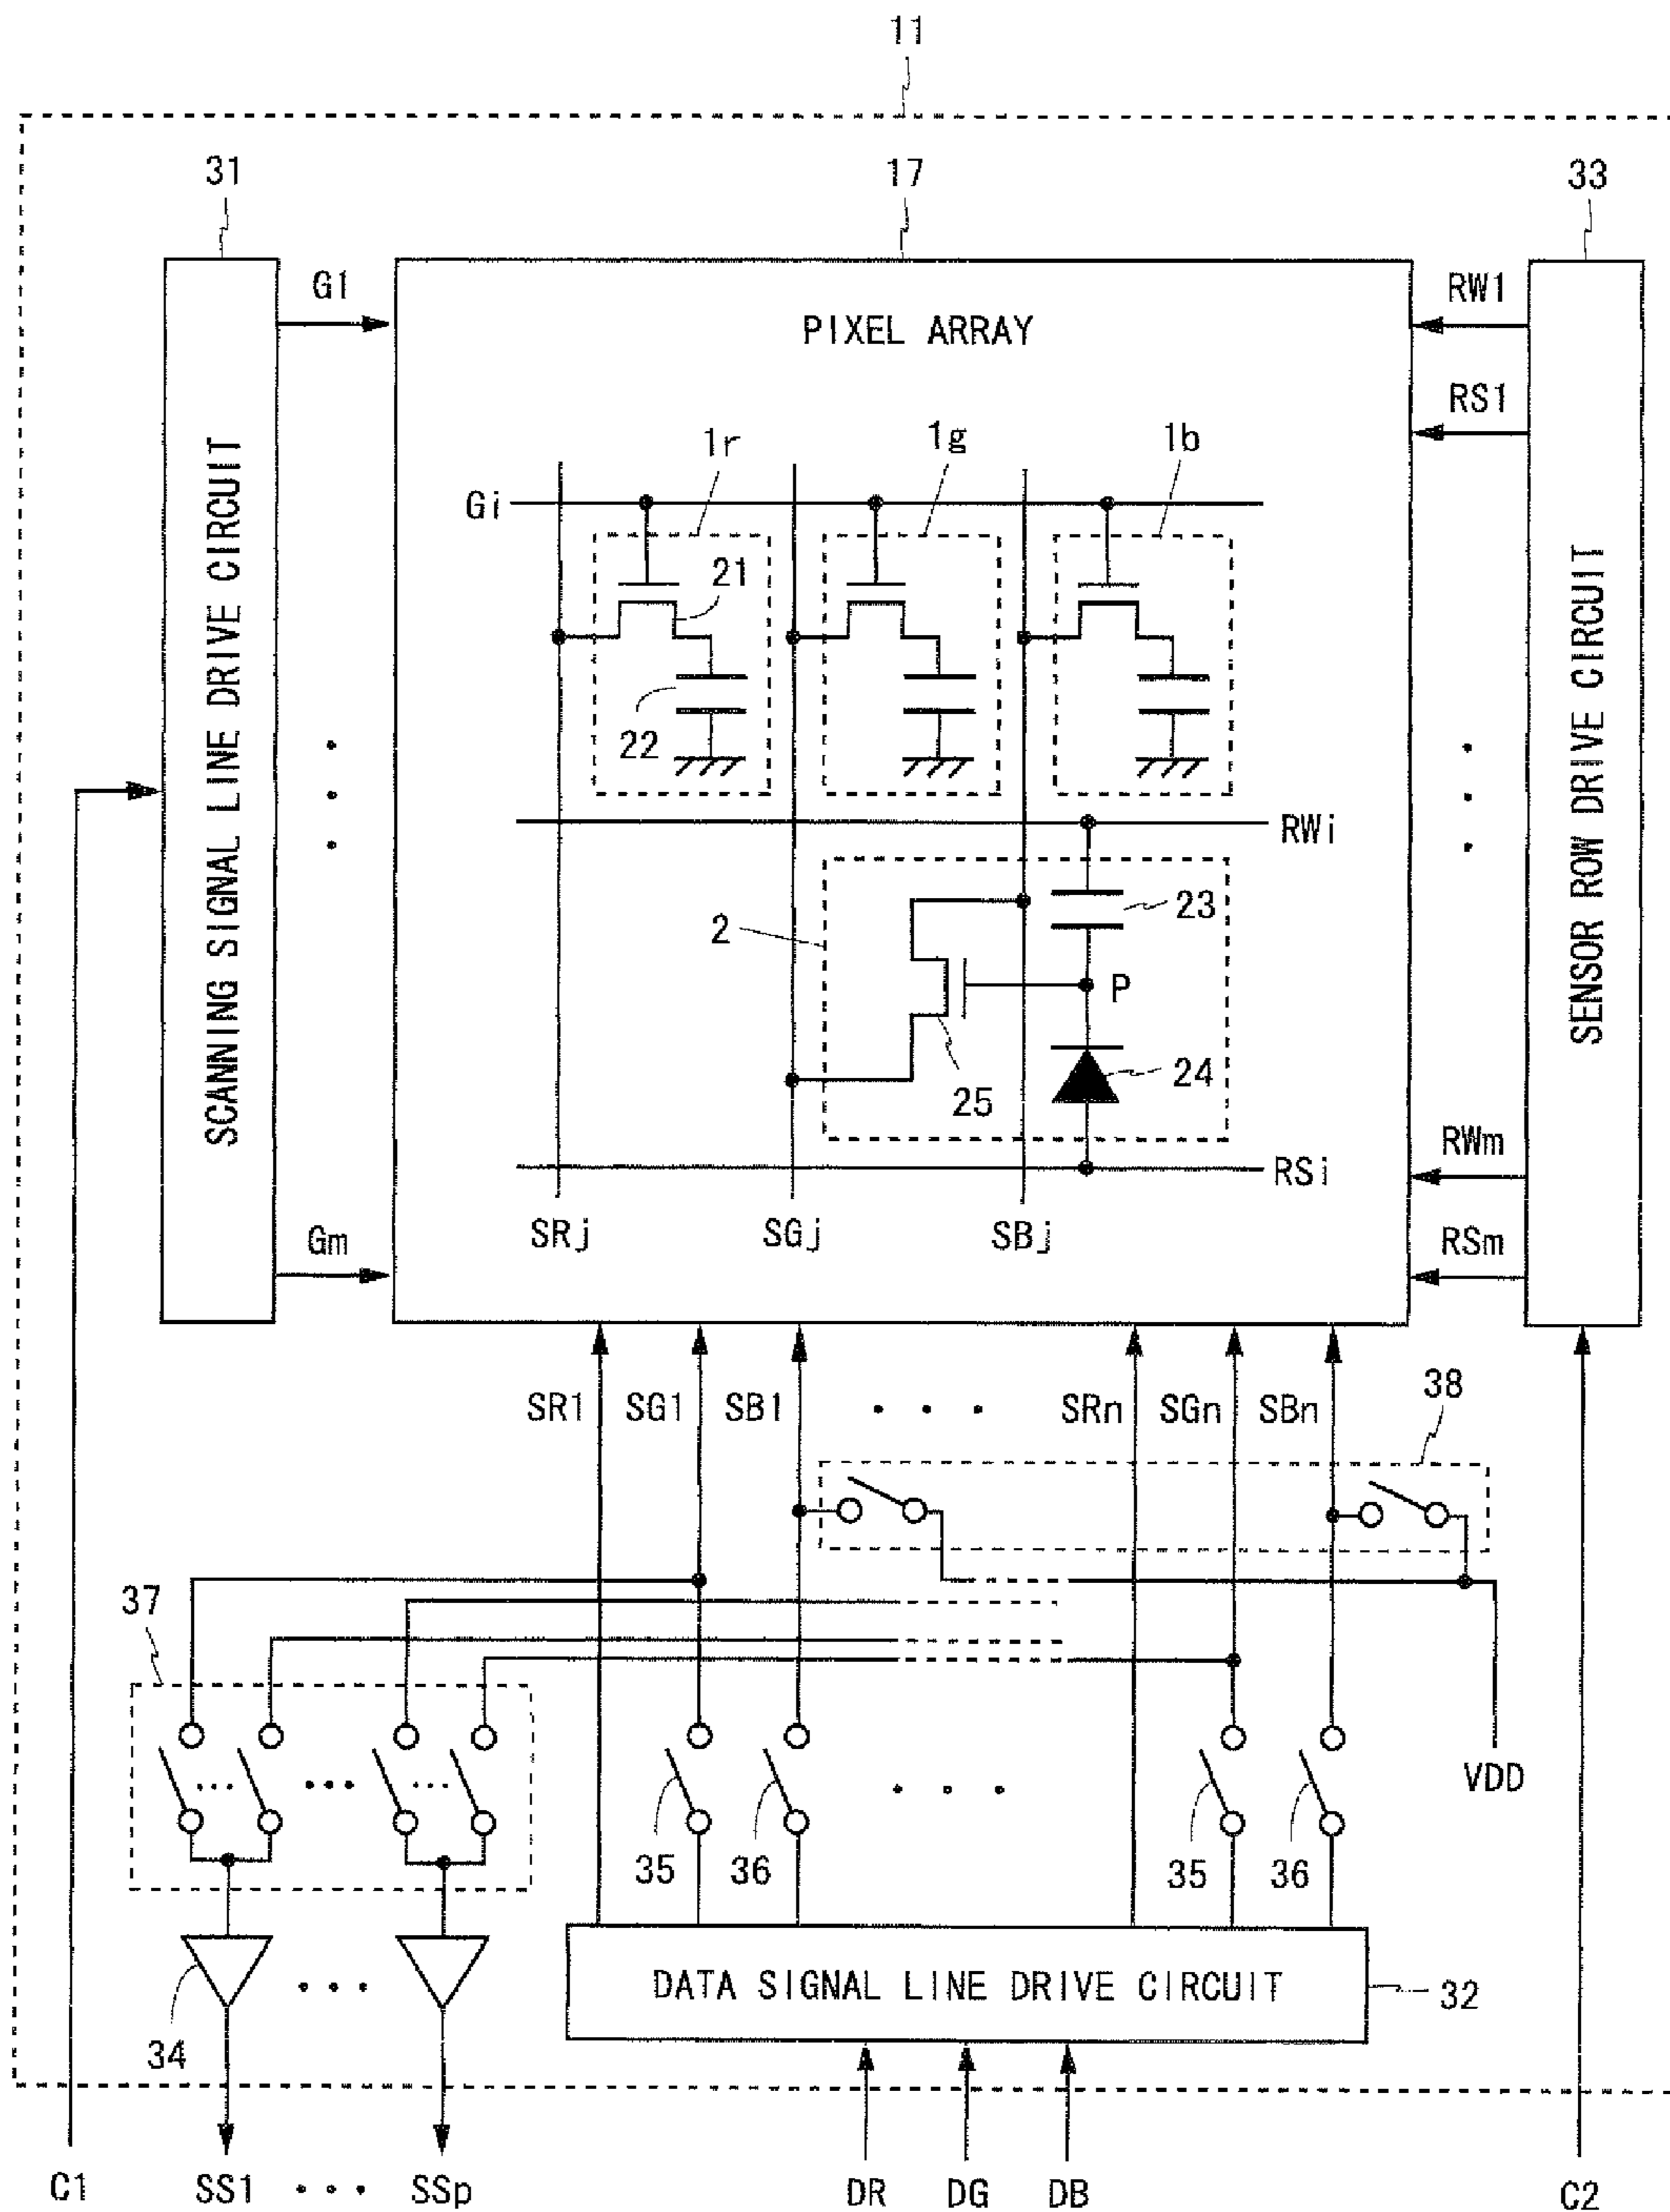 11
31
17
33
G1
PIXEL ARRAY
RW1
RS1
1r
1g
1b
Gi
21
22
SCANNING SIGNAL LINE DRIVE CIRCUIT
SENSOR ROW DRIVE CIRCUIT
RWi
2
23
P
25
24
RSi
RWm
SRj
SGj
SBj
Gm
RSm
SR1
SG1
SB1
SRn
SGn
SBn
38
37
VDD
35
36
35
36
34
DATA SIGNAL LINE DRIVE CIRCUIT
32
C1
SS1
SSp
DR
DG
DB
C2